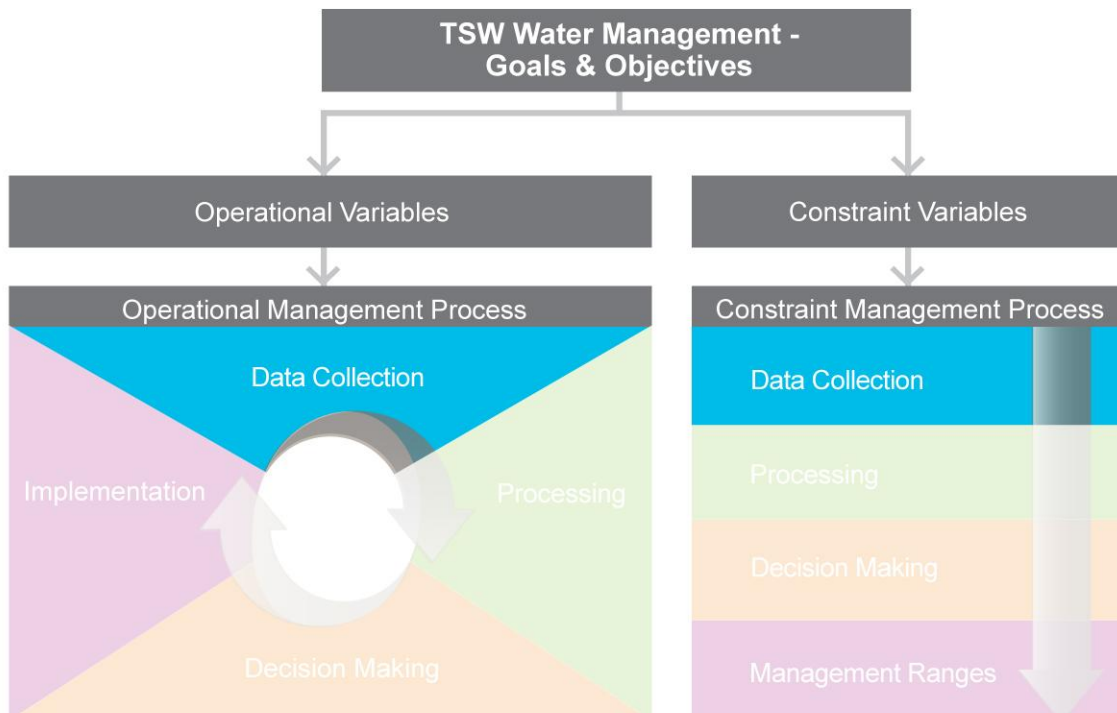 TSW Water Management -
Goals & Objectives
Operational Variables
Constraint Variables
Operational Management Process
Constraint Management Process
Data Collection
Implementation
Processing
Decision Making
Data Collection
Processing
Decision Making
Management Ranges